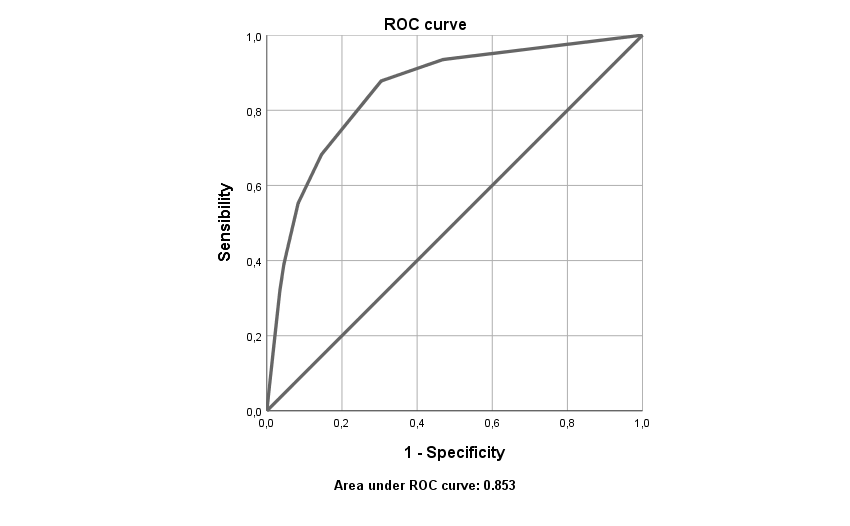 ROC curve
1,0
0,8
0,6
0,4
0,2
0,0
Sensibility
0,0 0,2 0,4 0,6 0,8 1,0
1 - Specificity
Area under ROC curve: 0.853